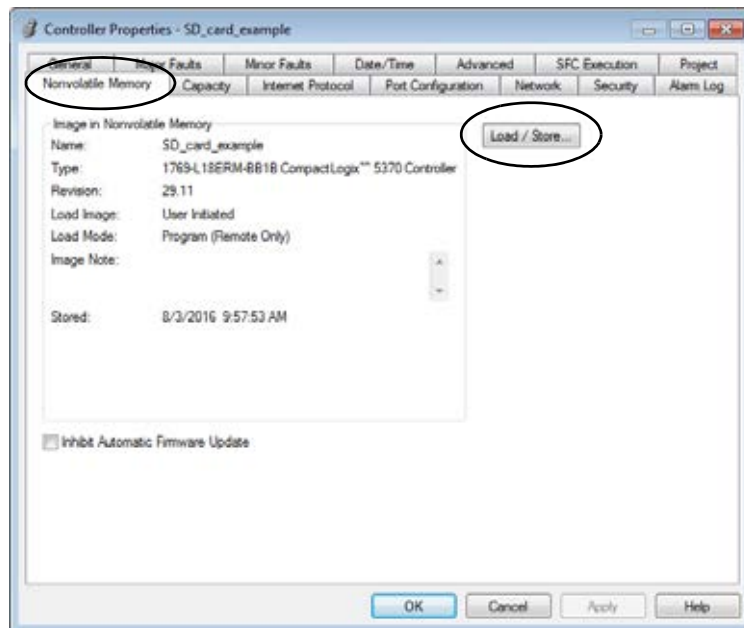 Controller Properties - SD_card_example
General Major Faults Minor Faults Date/Time Advanced SFC Execution Project
Nonvolatile Memory Capacity Internet Protocol Port Configuration Network Security Alarm Log
Image in Nonvolatile Memory
Load / Store...
Name: SD_card_example
Type: 1769-L18ERM-BB1B CompactLogix™ 5370 Controller
Revision: 29.11
Load Image: User Initiated
Load Mode: Program (Remote Only)
Image Note:
Stored: 8/3/2016 9:57:53 AM
Inhibit Automatic Firmware Update
OK Cancel Apply Help